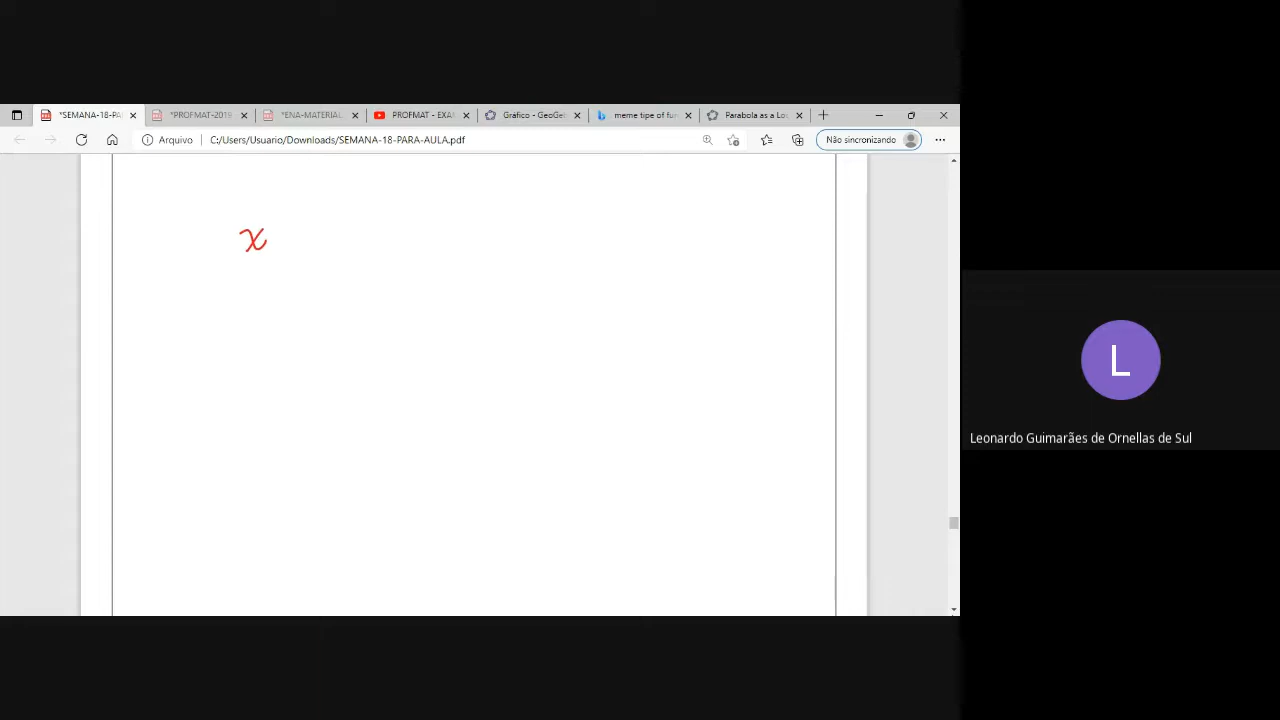 *SEMANA-18-PA
*PROFMAT-2019
*ENA-MATERIAL
PROFMAT - EXA
Gráfico - GeoGe
meme tipe of fu
Parabola as a Lo
Arquivo
C:/Users/Usuario/Downloads/SEMANA-18-PARA-AULA.pdf
Não sincronizando
x
L
Leonardo Guimarães de Ornellas de Sul